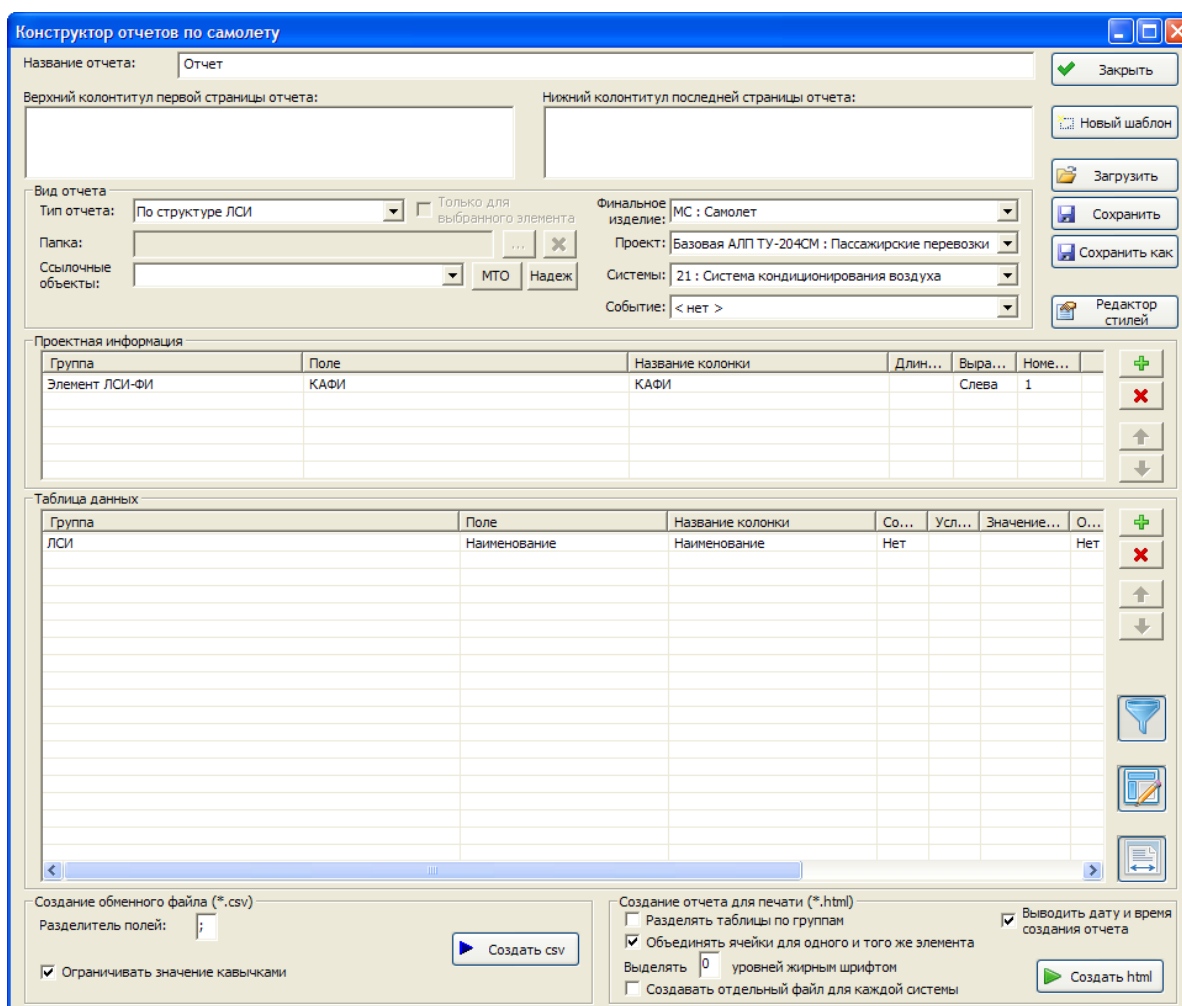 Конструктор отчетов по самолету
Название отчета:
Отчет
Закрыть
Верхний колонтитул первой страницы отчета:
Нижний колонтитул последней страницы отчета:
Новый шаблон
Загрузить
Сохранить
Сохранить как
Редактор
стилей
Вид отчета
Тип отчета:
По структуре ЛСИ
Только для
выбранного элемента
Финальное
изделие:
МС : Самолет
Папка:
...
Проект:
Базовая АЛП ТУ-204СМ : Пассажирские перевозки
Ссылочные
объекты:
МТО
Надеж
Системы:
21 : Система кондиционирования воздуха
Событие:
< нет >
Проектная информация
Группа Поле Название колонки Длин... Выра... Номе...
Элемент ЛСИ-ФИ КАФИ КАФИ Слева 1
Таблица данных
Группа Поле Название колонки Со... Усл... Значение... О...
ЛСИ Наименование Наименование Нет Нет
Создание обменного файла (*.csv)
Разделитель полей: ;
Создать csv
Ограничивать значение кавычками
Создание отчета для печати (*.html)
Разделять таблицы по группам
Выводить дату и время
создания отчета
Объединять ячейки для одного и того же элемента
Выделять 0 уровней жирным шрифтом
Создать html
Создавать отдельный файл для каждой системы